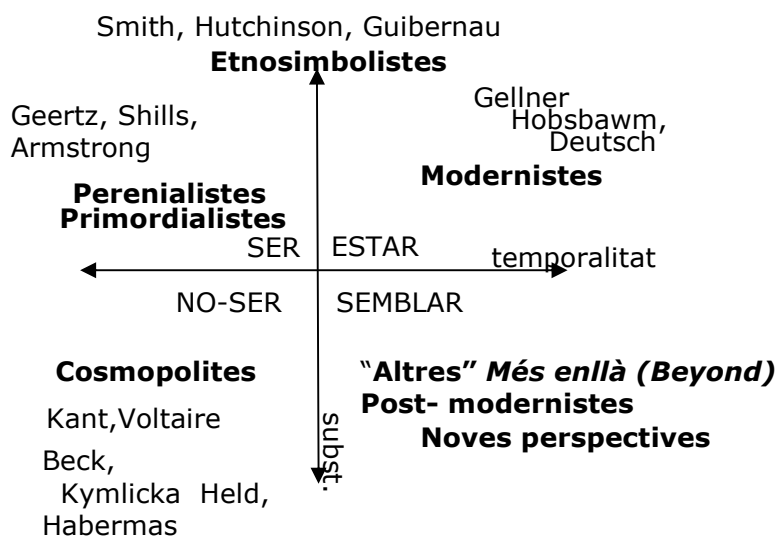 Smith, Hutchinson, Guibernau
Etnosimbolistes
Geertz, Shills,
Armstrong
Gellner
Hobsbawm,
Deutsch
Perenialistes
Primordialistes
Modernistes
SER
ESTAR
temporalitat
NO-SER
SEMBLAR
Cosmopolites
Kant,Voltaire
Beck,
Kymlicka Held,
Habermas
subst.
“Altres” Més enllà (Beyond)
Post- modernistes
Noves perspectives